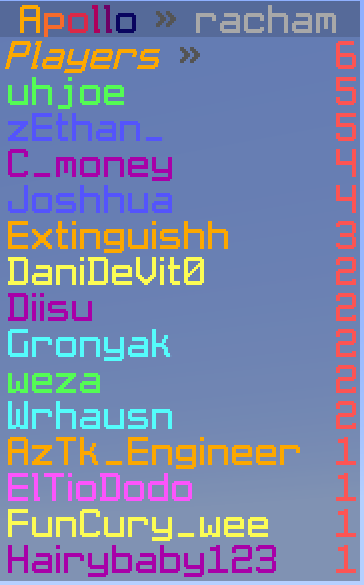 Apollo » racham
Players » 6
uhjoe 5
zEthan_ 5
C_money 4
Joshhua 4
Extinguishh 3
DaniDeVit0 2
Diisu 2
Gronyak 2
weza 2
Wrhausn 2
AzTk_Engineer 1
ElTioDodo 1
FunCury_wee 1
Hairybaby123 1